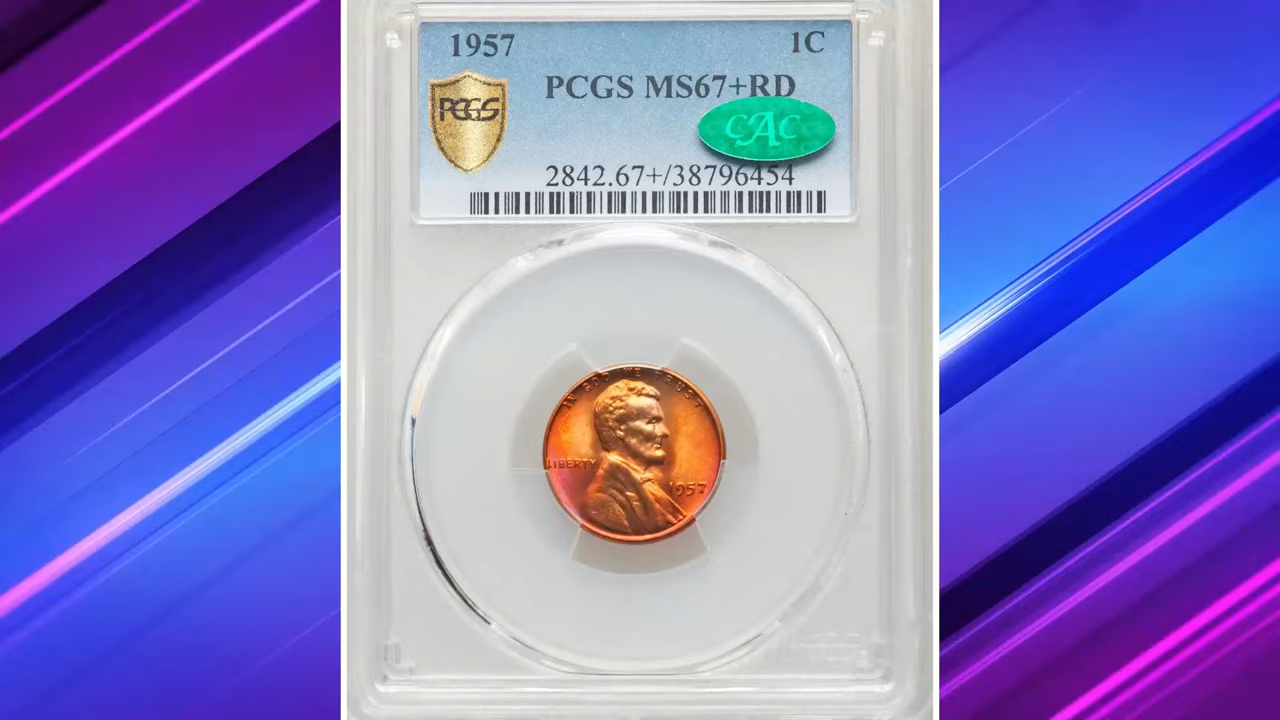 1957 1C
PCGS MS67+RD
PCGS
CAC
2842.67+/38796454
IN GOD WE TRUST
LIBERTY
1957